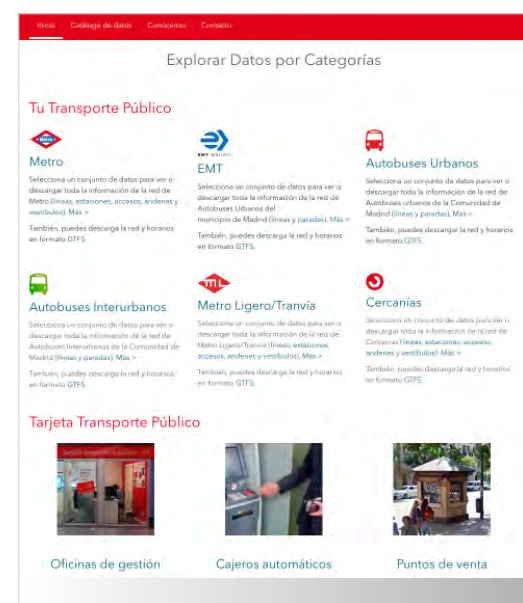 Inicio Catálogo de datos Conócenos Contacto
Explorar Datos por Categorías
Tu Transporte Público
Metro
Metro
Selecciona un conjunto de datos para ver o
descargar toda la información de la red de
Metro (líneas, estaciones, accesos, andenes y
vestíbulos). Más >
También, puedes descargar la red y horarios
en formato GTFS.
EMT MADRID
EMT
Selecciona un conjunto de datos para ver o
descargar toda la información de la red de
Autobuses Urbanos del
municipio de Madrid (líneas y paradas). Más >
También, puedes descarga la red y horarios
en formato GTFS.
Autobuses Urbanos
Selecciona un conjunto de datos para ver o
descargar toda la información de la red de
Autobuses urbanos de la Comunidad de
Madrid (líneas y paradas). Más >
También, puedes descargar la red y horarios
en formato GTFS.
Autobuses Interurbanos
Selecciona un conjunto de datos para ver o
descargar toda la información de la red de
Autobuses Interurbanos de la Comunidad de
Madrid (líneas y paradas). Más >
También, puedes descarga la red y horarios
en formato GTFS.
ML
Metro Ligero/Tranvía
Selecciona un conjunto de datos para ver o
descargar toda la información de la red de
Metro Ligero/Tranvía (líneas, estaciones,
accesos, andenes y vestíbulos). Más >
También, puedes descarga la red y horarios
en formato GTFS.
Cercanías
Selecciona un conjunto de datos para ver o
descargar toda la información de la red de
Cercanías (líneas, estaciones, accesos,
andenes y vestíbulos). Más >
También, puedes descarga la red y horarios
en formato GTFS.
Tarjeta Transporte Público
Oficinas de gestión
Cajeros automáticos
Puntos de venta